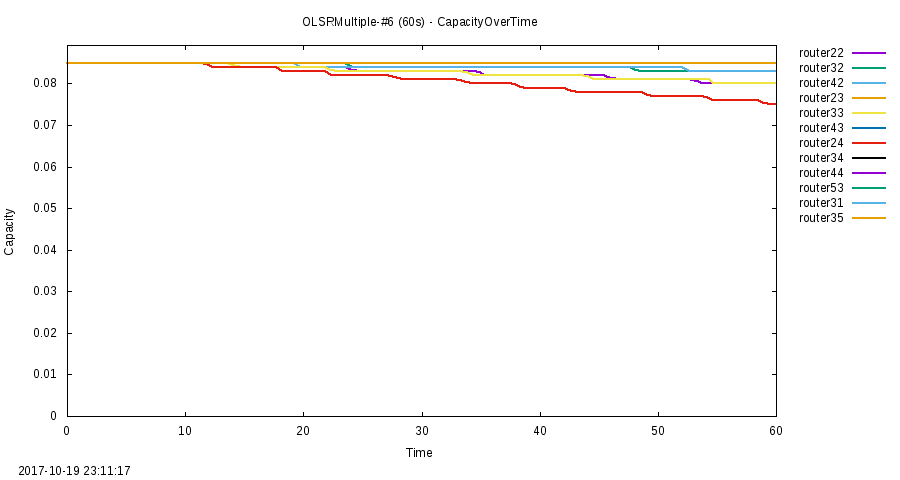 OLSRMultiple-#6 (60s) - CapacityOverTime
router22
router32
router42
router23
router33
router43
router24
router34
router44
router53
router31
router35
Capacity
0.08
0.07
0.06
0.05
0.04
0.03
0.02
0.01
0
0 10 20 30 40 50 60
Time
2017-10-19 23:11:17